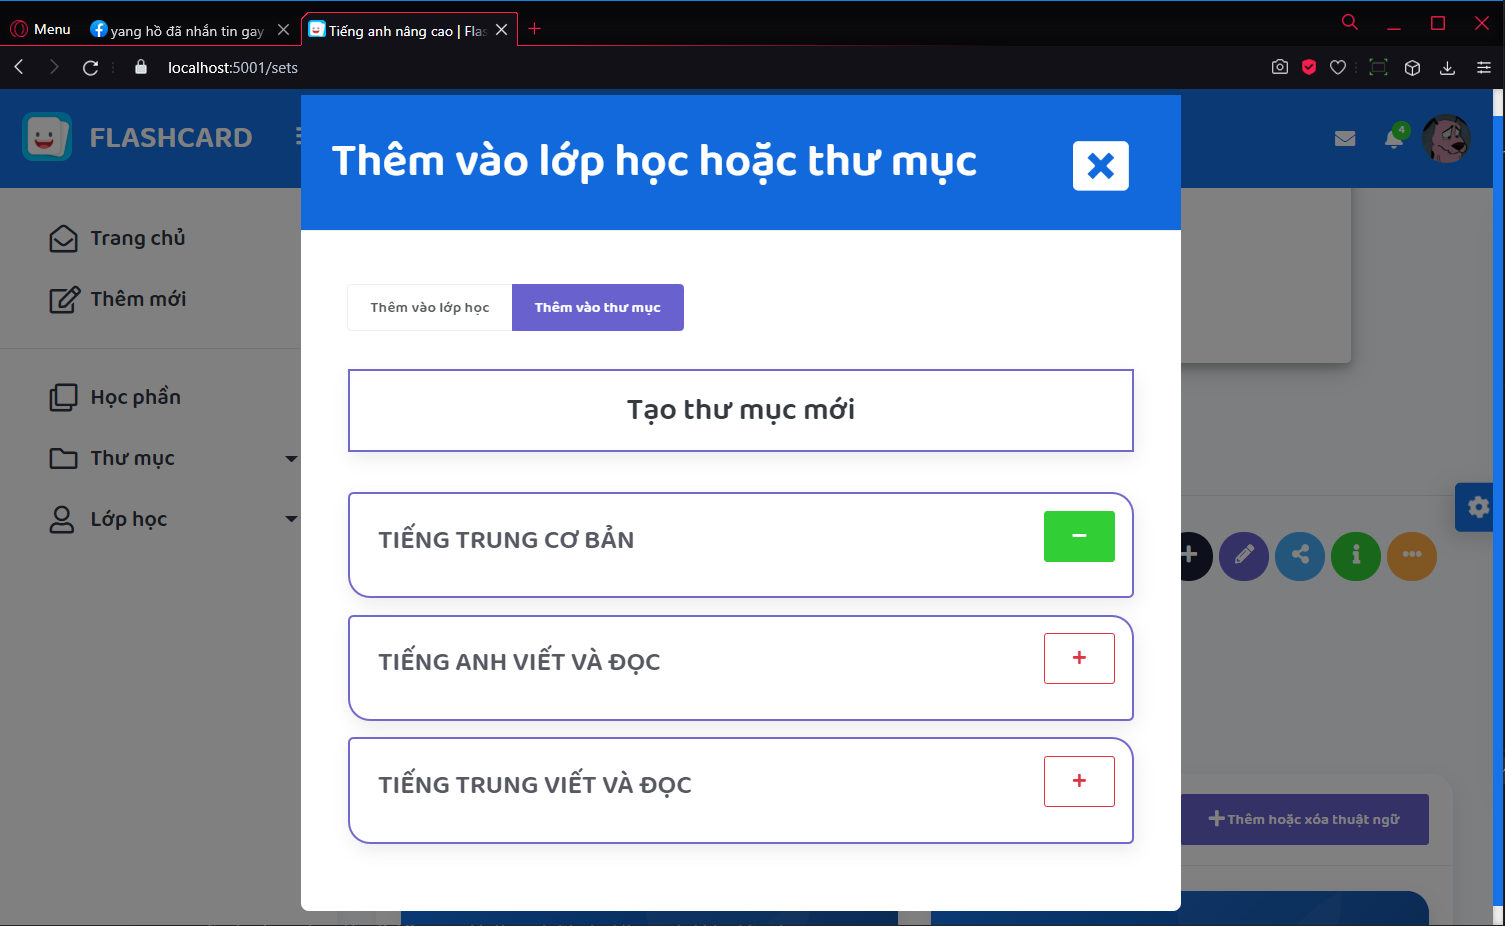 Menu
yang hồ đã nhắn tin gay
Tiếng anh nâng cao | Flas
localhost:5001/sets
FLASHCARD
4
Thêm vào lớp học hoặc thư mục
Trang chủ
Thêm mới
Học phần
Thư mục
Lớp học
Thêm vào lớp học
Thêm vào thư mục
Tạo thư mục mới
TIẾNG TRUNG CƠ BẢN
TIẾNG ANH VIẾT VÀ ĐỌC
TIẾNG TRUNG VIẾT VÀ ĐỌC
Thêm hoặc xóa thuật ngữ